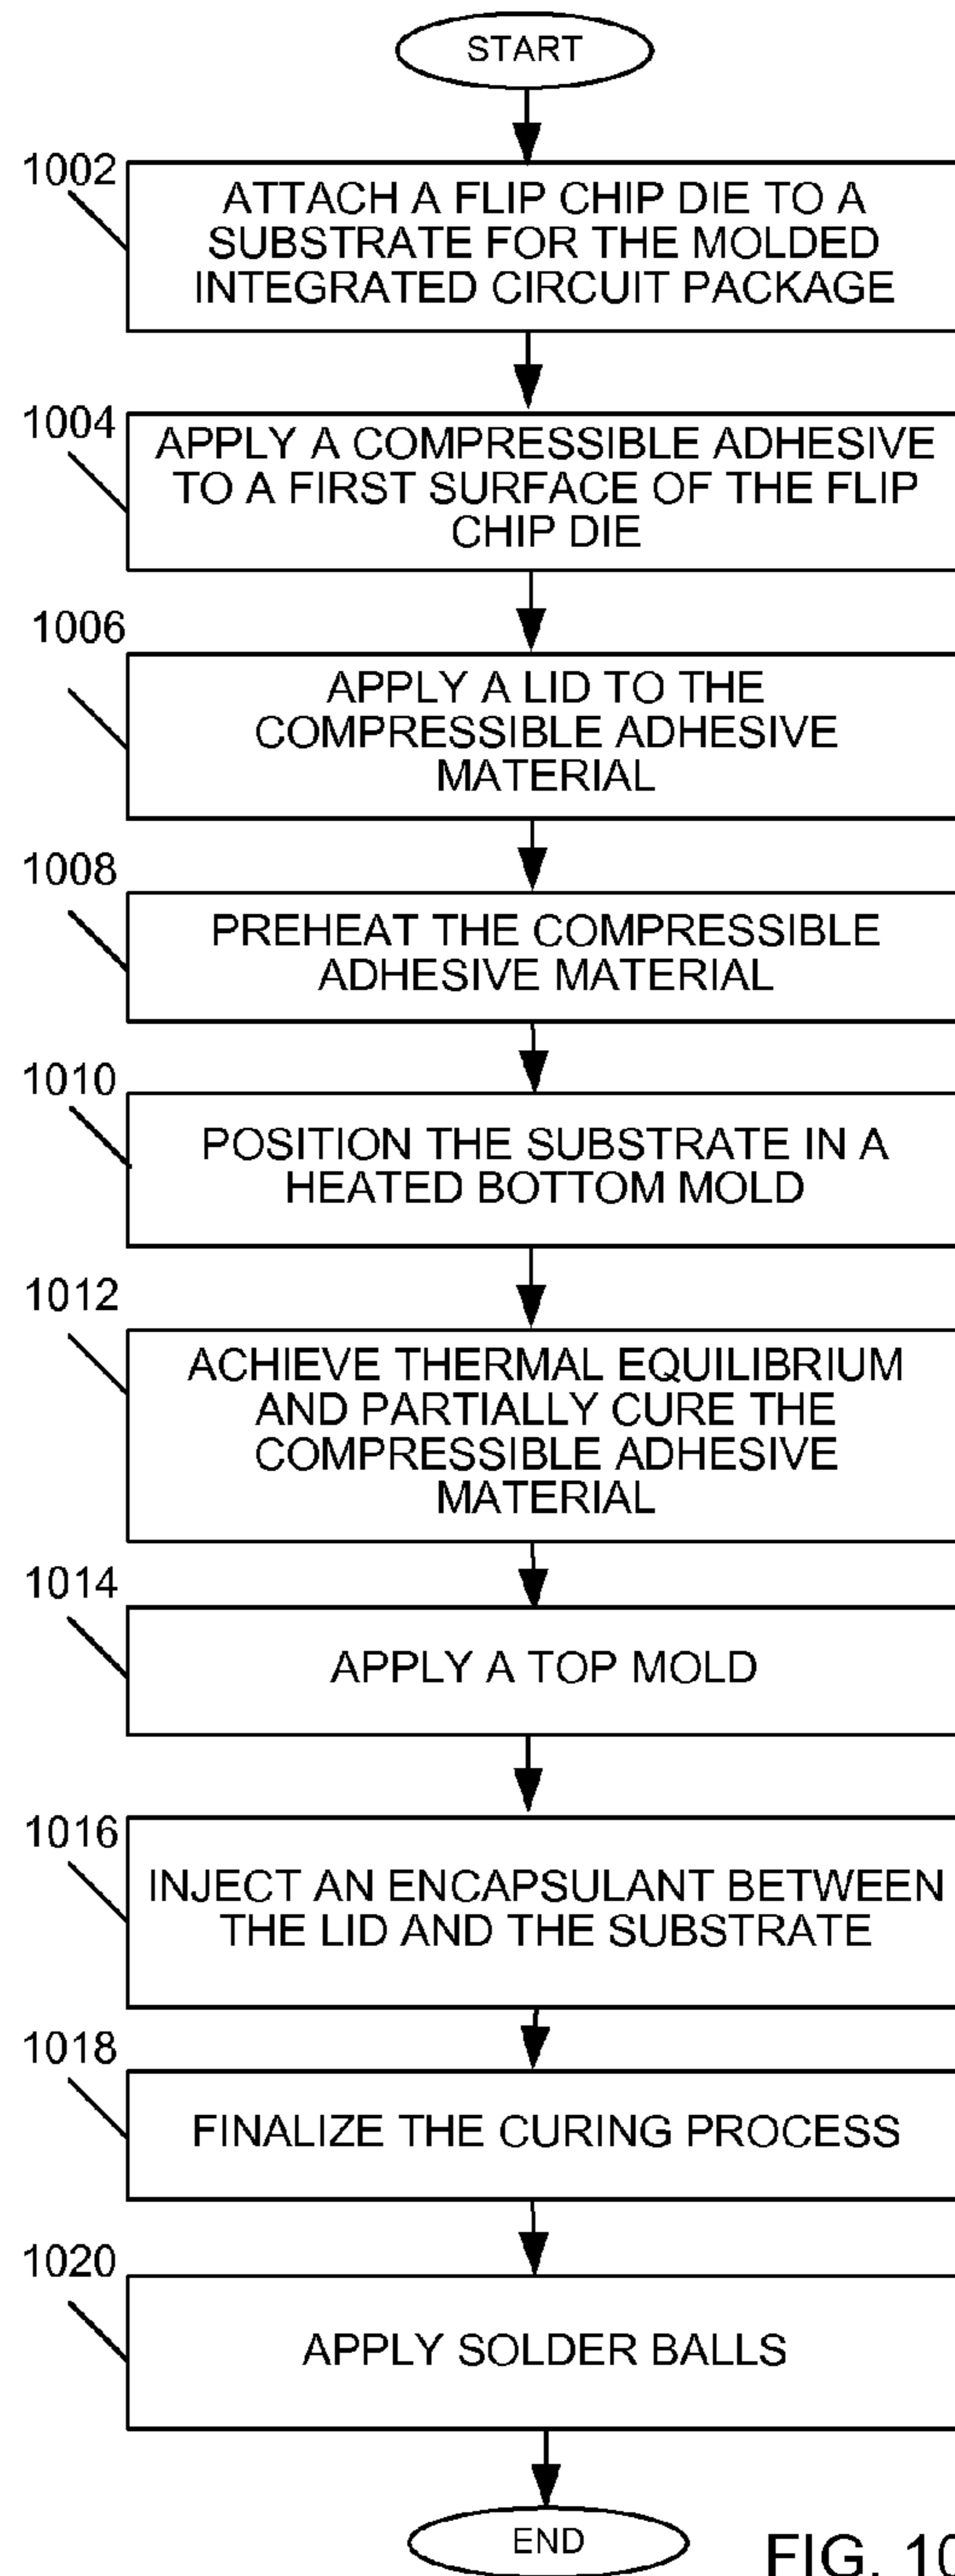 START
1002
ATTACH A FLIP CHIP DIE TO A
SUBSTRATE FOR THE MOLDED
INTEGRATED CIRCUIT PACKAGE
1004
APPLY A COMPRESSIBLE ADHESIVE
TO A FIRST SURFACE OF THE FLIP
CHIP DIE
1006
APPLY A LID TO THE
COMPRESSIBLE ADHESIVE
MATERIAL
1008
PREHEAT THE COMPRESSIBLE
ADHESIVE MATERIAL
1010
POSITION THE SUBSTRATE IN A
HEATED BOTTOM MOLD
1012
ACHIEVE THERMAL EQUILIBRIUM
AND PARTIALLY CURE THE
COMPRESSIBLE ADHESIVE
MATERIAL
1014
APPLY A TOP MOLD
1016
INJECT AN ENCAPSULANT BETWEEN
THE LID AND THE SUBSTRATE
1018
FINALIZE THE CURING PROCESS
1020
APPLY SOLDER BALLS
END
FIG. 10